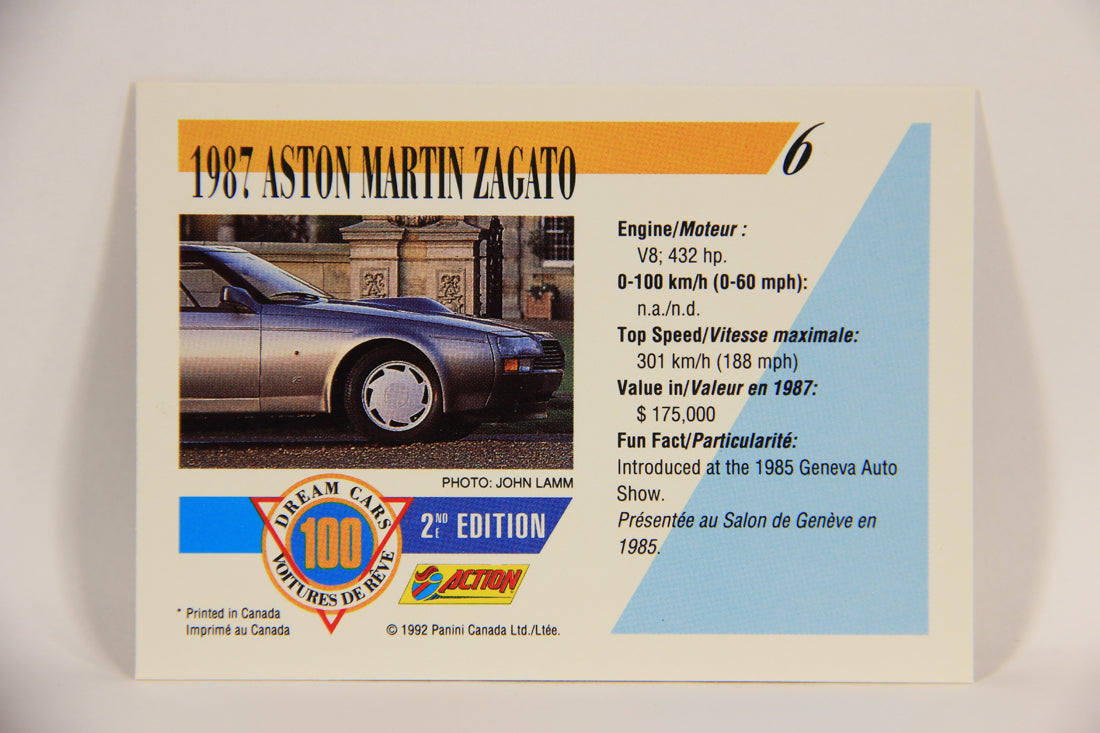 1987 ASTON MARTIN ZAGATO
6
Engine/Moteur :
V8; 432 hp.
0-100 km/h (0-60 mph):
n.a./n.d.
Top Speed/Vitesse maximale:
301 km/h (188 mph)
Value in/Valeur en 1987:
$ 175,000
Fun Fact/Particularité:
Introduced at the 1985 Geneva Auto
Show.
Présentée au Salon de Genève en
1985.
PHOTO: JOHN LAMM
DREAM CARS
100
VOITURES DE RÊVE
2ND E EDITION
ACTION
* Printed in Canada
Imprimé au Canada
© 1992 Panini Canada Ltd./Ltée.